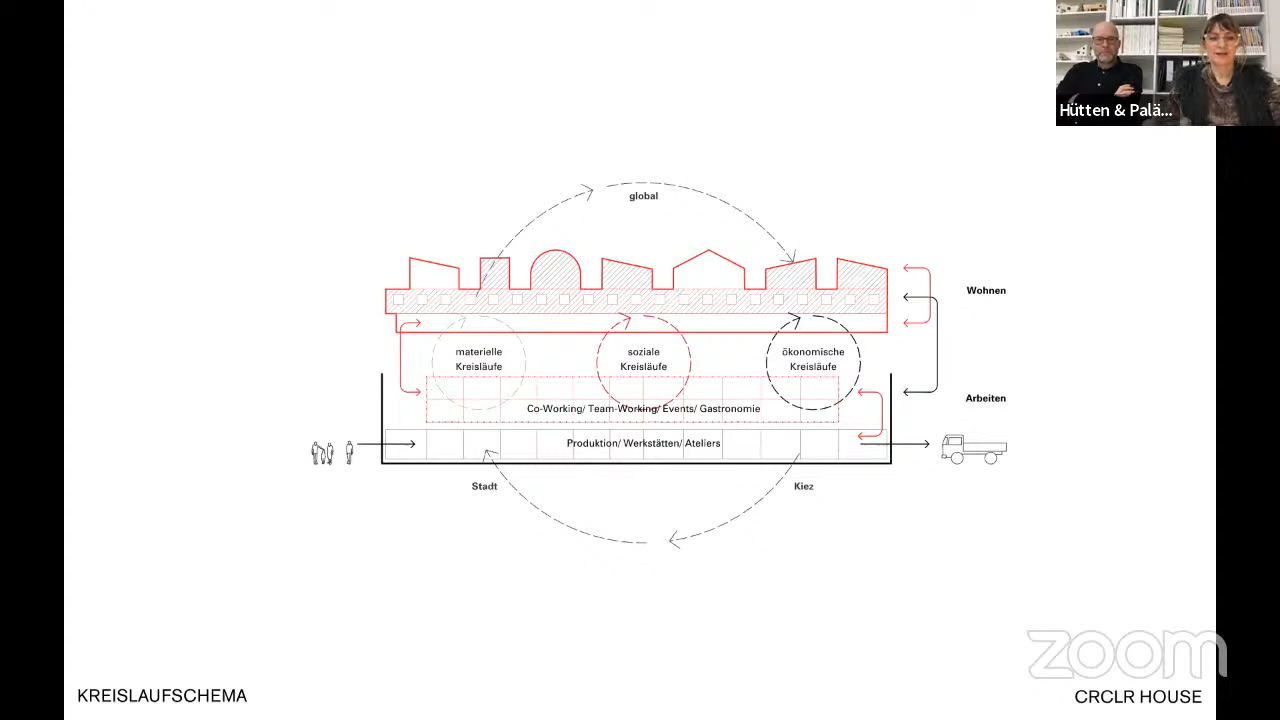 Hütten & Palä...
global
Wohnen
materielle
Kreisläufe
soziale
Kreisläufe
ökonomische
Kreisläufe
Arbeiten
Co-Working/ Team-Working/ Events/ Gastronomie
Produktion/ Werkstätten/ Ateliers
Stadt
Kiez
zoom
KREISLAUFSCHEMA
CRCLR HOUSE